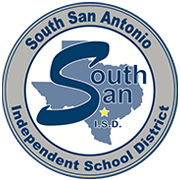 South San Antonio
South
San
I.S.D.
Independent School District